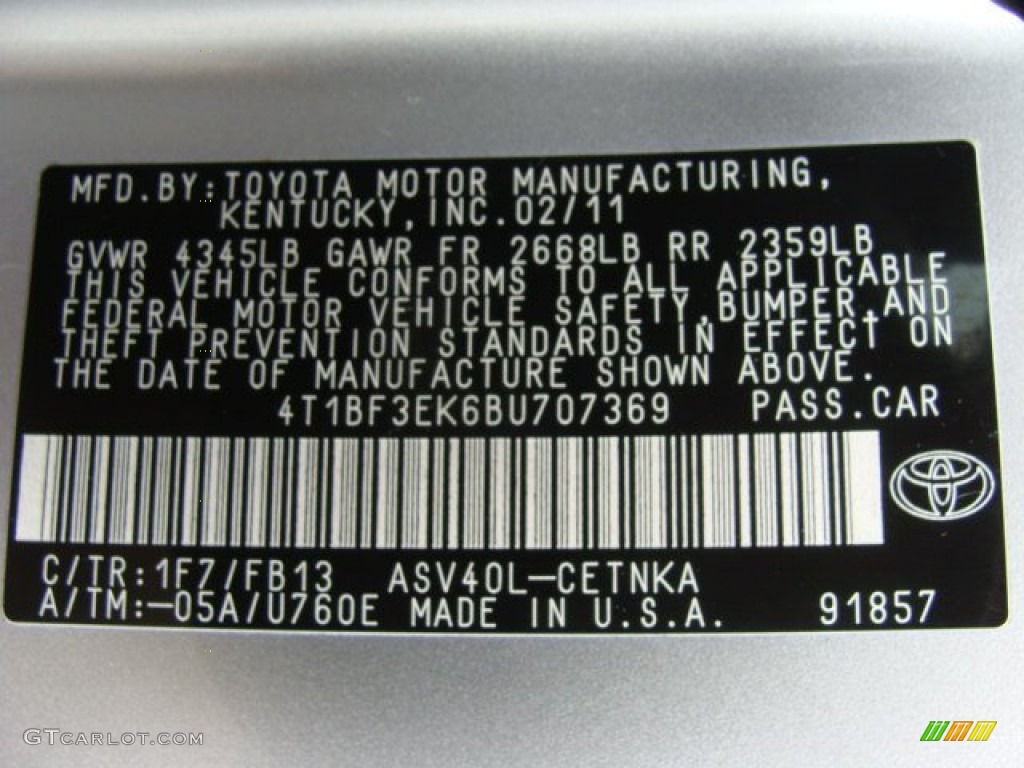 MFD.BY:TOYOTA MOTOR MANUFACTURING,
KENTUCKY,INC.02/11
GVWR 4345LB GAWR FR 2668LB RR 2359LB
THIS VEHICLE CONFORMS TO ALL APPLICABLE
FEDERAL MOTOR VEHICLE SAFETY,BUMPER,AND
THEFT PREVENTION STANDARDS IN EFFECT ON
THE DATE OF MANUFACTURE SHOWN ABOVE.
4T1BF3EK6BU707369 PASS.CAR
C/TR:1F7/FB13 ASV40L-CETNKA
A/TM:-05A/U760E MADE IN U.S.A. 91857
GTCARLOT.COM